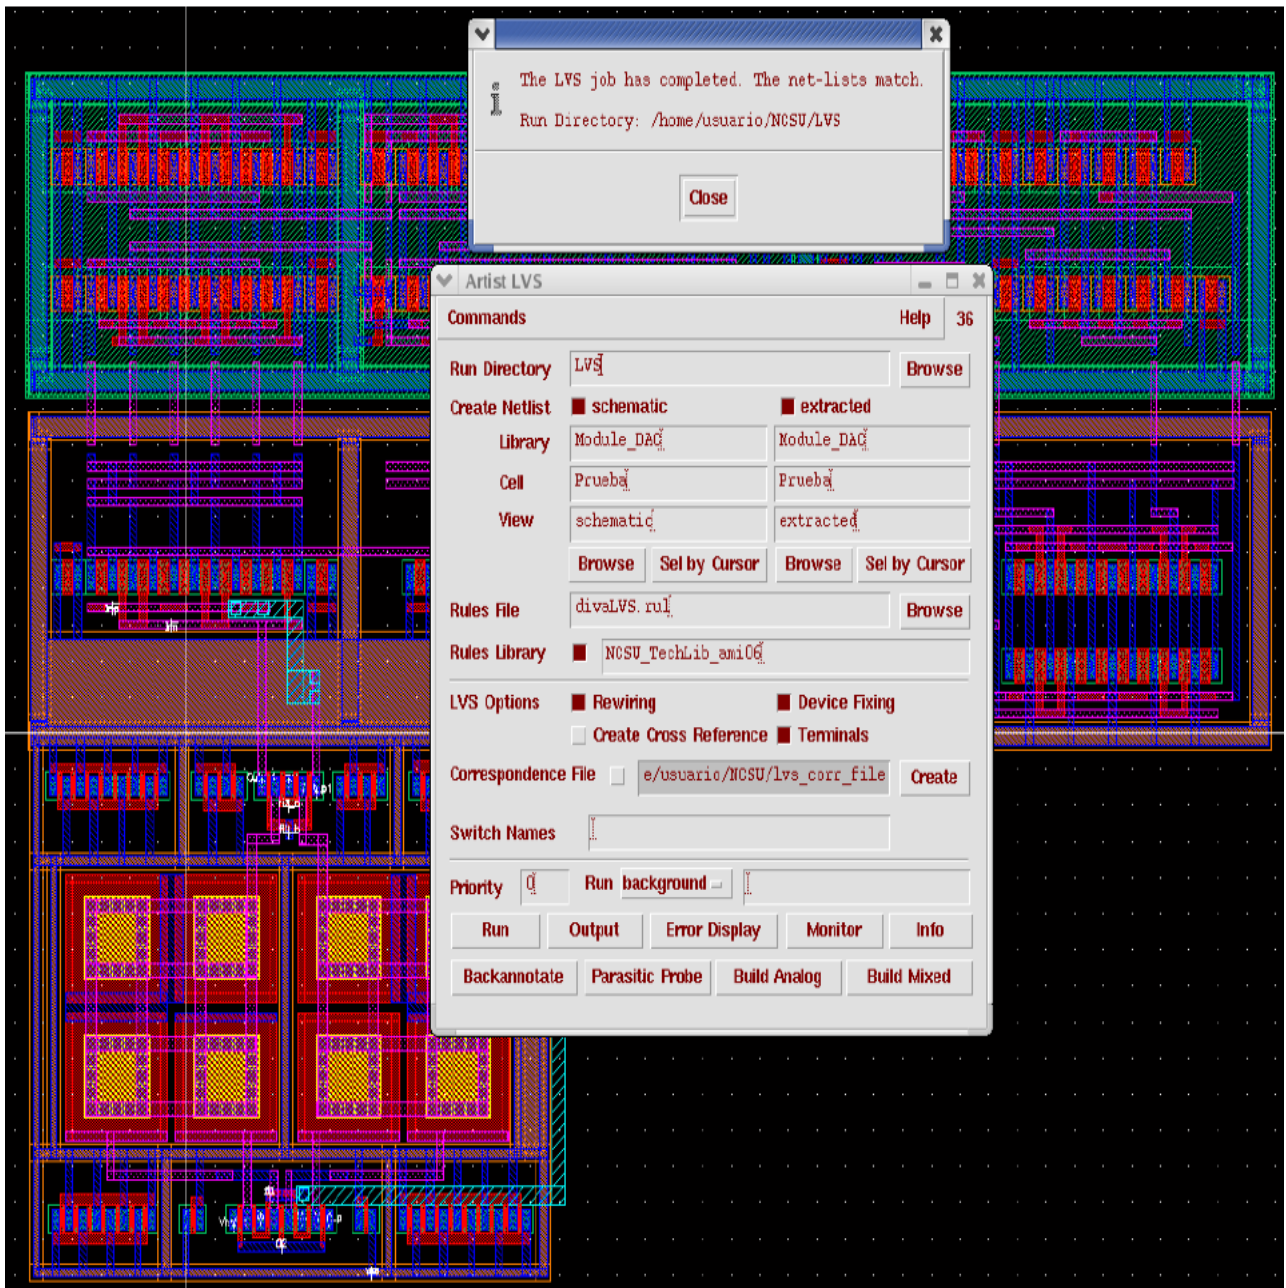 The LVS job has completed. The net-lists match.
Run Directory: /home/usuario/NCSU/LVS
Close
Artist LVS
Commands Help 36
Run Directory LVS Browse
Create Netlist schematic extracted
Library Module_DAC Module_DAC
Cell Prueba Prueba
View schematic extracted
Browse Sel by Cursor Browse Sel by Cursor
Rules File divaLVS.rul Browse
Rules Library NCSU_TechLib_ami06
LVS Options Rewiring Device Fixing
Create Cross Reference Terminals
Correspondence File e/usuario/NCSU/lvs_corr_file Create
Switch Names
Priority 0 Run background
Run Output Error Display Monitor Info
Backannotate Parasitic Probe Build Analog Build Mixed